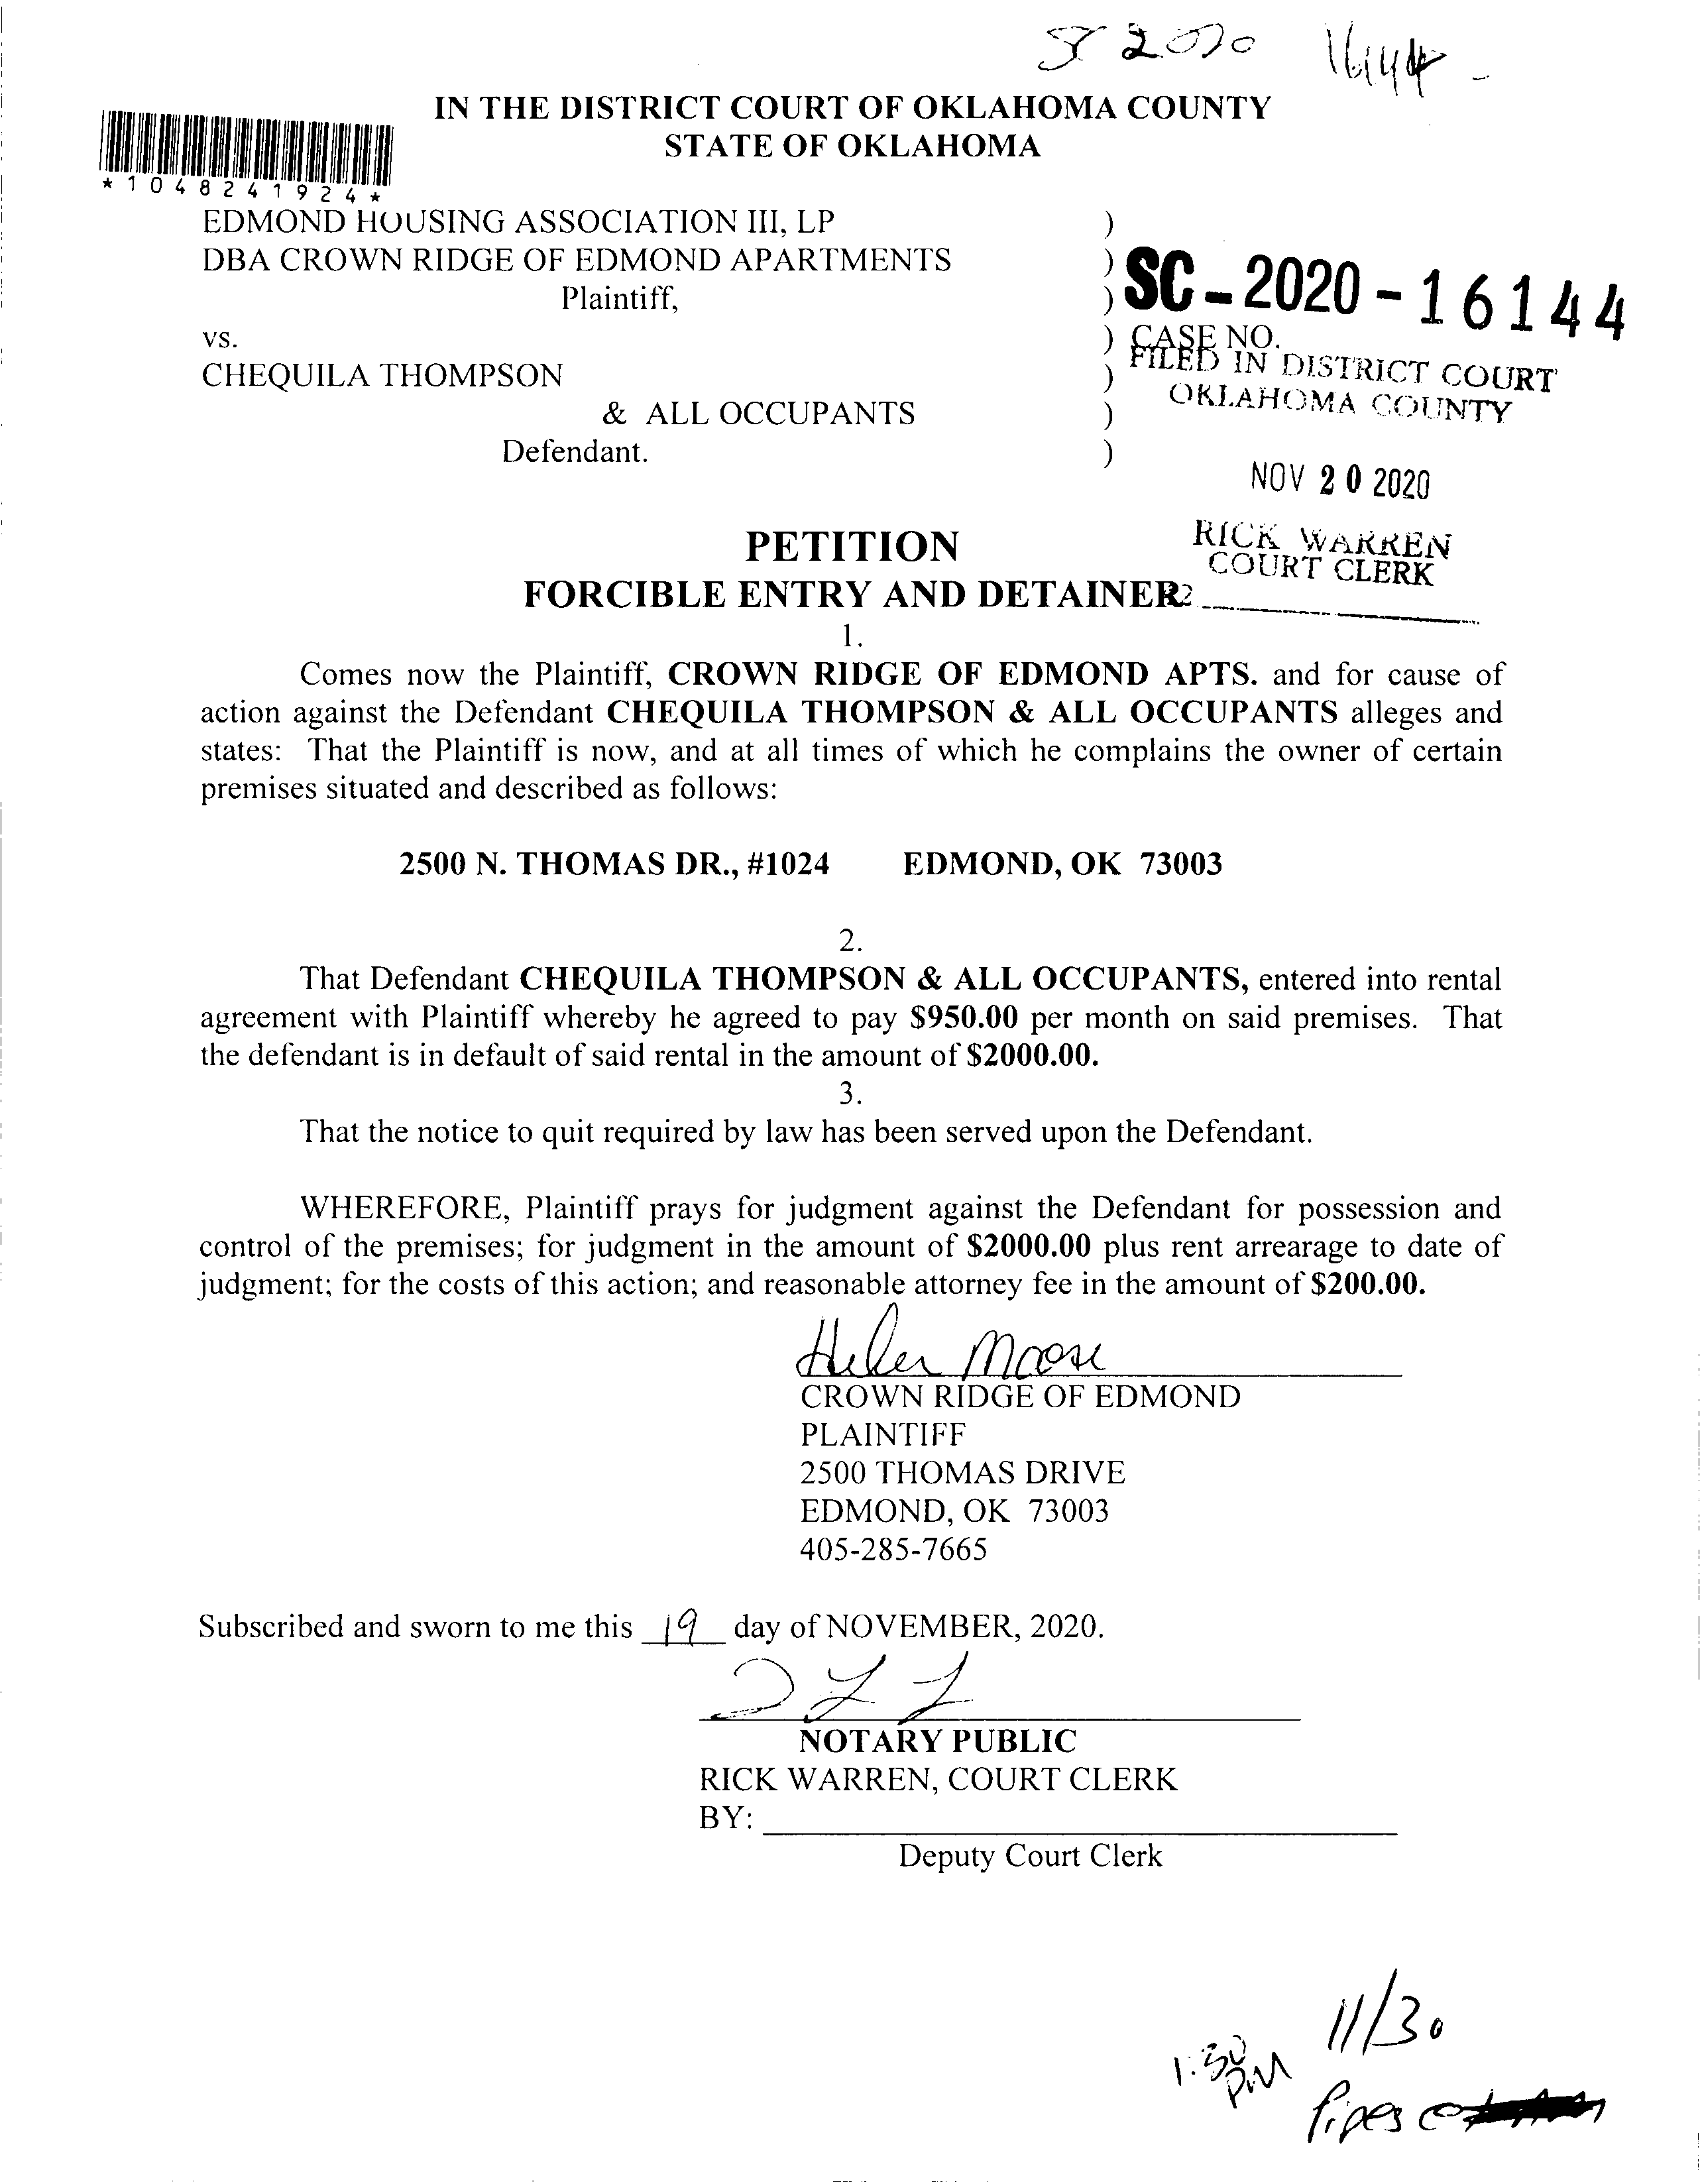 SC 2020 16144 -
IN THE DISTRICT COURT OF OKLAHOMA COUNTY
STATE OF OKLAHOMA
*1048241924*
EDMOND HOUSING ASSOCIATION III, LP )
DBA CROWN RIDGE OF EDMOND APARTMENTS )
Plaintiff, ) SC-2020-16144
vs. ) CASE NO.
FILED IN DISTRICT COURT
CHEQUILA THOMPSON )
OKLAHOMA COUNTY
& ALL OCCUPANTS )
Defendant. )
NOV 20 2020
RICK WARREN
COURT CLERK
PETITION
FORCIBLE ENTRY AND DETAINER
1.
Comes now the Plaintiff, CROWN RIDGE OF EDMOND APTS. and for cause of
action against the Defendant CHEQUILA THOMPSON & ALL OCCUPANTS alleges and
states: That the Plaintiff is now, and at all times of which he complains the owner of certain
premises situated and described as follows:
2500 N. THOMAS DR., #1024 EDMOND, OK 73003
2.
That Defendant CHEQUILA THOMPSON & ALL OCCUPANTS, entered into rental
agreement with Plaintiff whereby he agreed to pay $950.00 per month on said premises. That
the defendant is in default of said rental in the amount of $2000.00.
3.
That the notice to quit required by law has been served upon the Defendant.
WHEREFORE, Plaintiff prays for judgment against the Defendant for possession and
control of the premises; for judgment in the amount of $2000.00 plus rent arrearage to date of
judgment; for the costs of this action; and reasonable attorney fee in the amount of $200.00.
Helen Moose
CROWN RIDGE OF EDMOND
PLAINTIFF
2500 THOMAS DRIVE
EDMOND, OK 73003
405-285-7665
Subscribed and sworn to me this 19 day of NOVEMBER, 2020.
NOTARY PUBLIC
RICK WARREN, COURT CLERK
BY:
Deputy Court Clerk
11/30
1:30
PM
Pipes